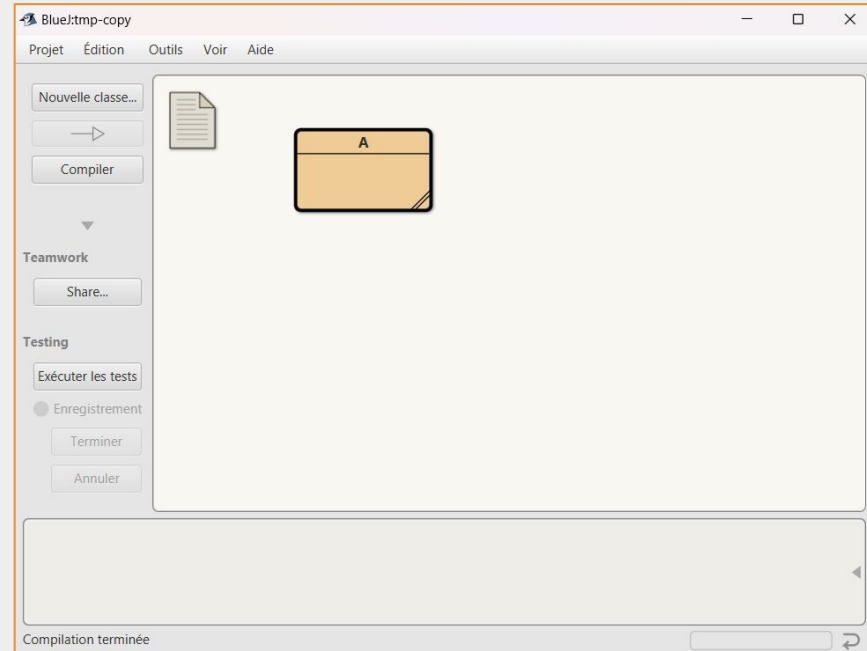 BlueJ:tmp-copy
Projet Édition Outils Voir Aide
Nouvelle classe...
A
Compiler
Teamwork
Share...
Testing
Exécuter les tests
Enregistrement
Terminer
Annuler
Compilation terminée